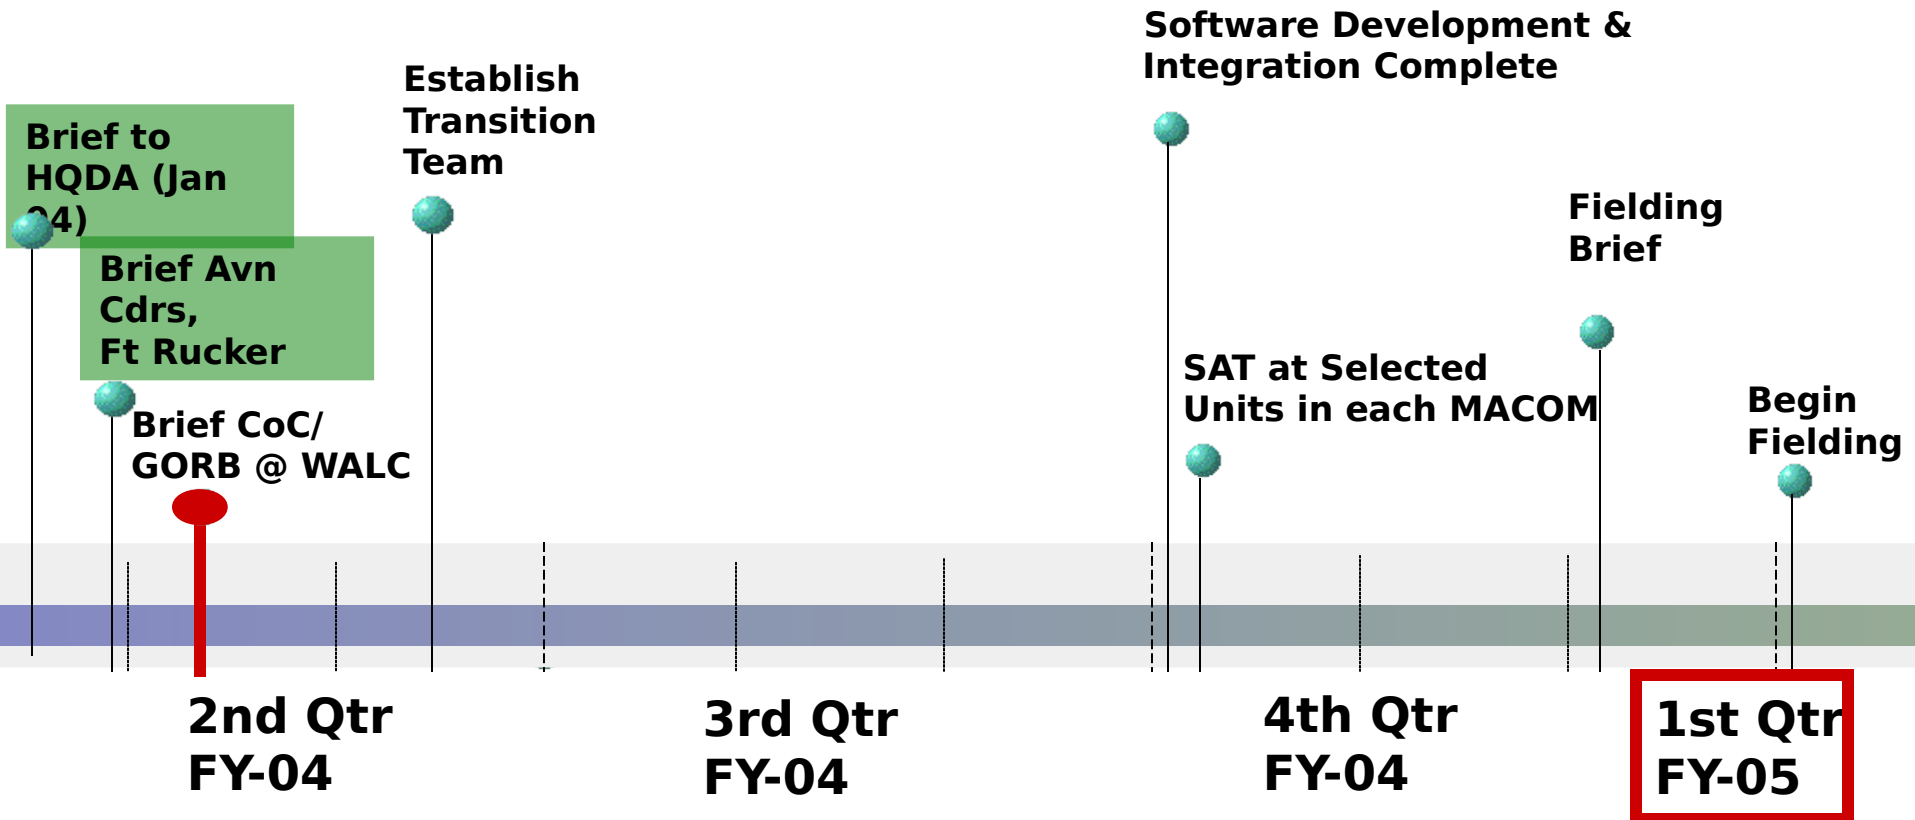 Software Development &
Integration Complete
Establish
Transition
Team
Brief to
HQDA (Jan
04)
Fielding
Brief
Brief Avn
Cdrs,
Ft Rucker
SAT at Selected
Units in each MACOM
Begin
Fielding
Brief CoC/
GORB @ WALC
2nd Qtr
FY-04
3rd Qtr
FY-04
4th Qtr
FY-04
1st Qtr
FY-05